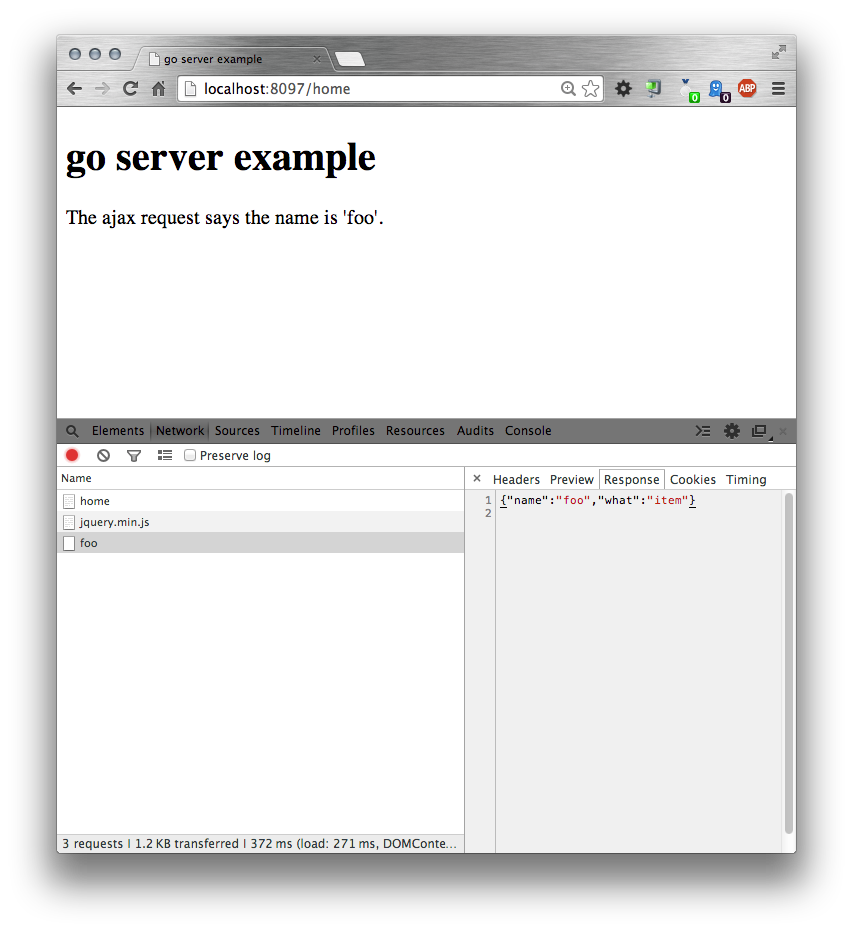 go server example
localhost:8097/home
0
0
ABP
go server example
The ajax request says the name is 'foo'.
Elements Network Sources Timeline Profiles Resources Audits Console
Preserve log
Name
Headers Preview Response Cookies Timing
home
jquery.min.js
foo
1 {"name":"foo","what":"item"}
2
3 requests | 1.2 KB transferred | 372 ms (load: 271 ms, DOMConte...